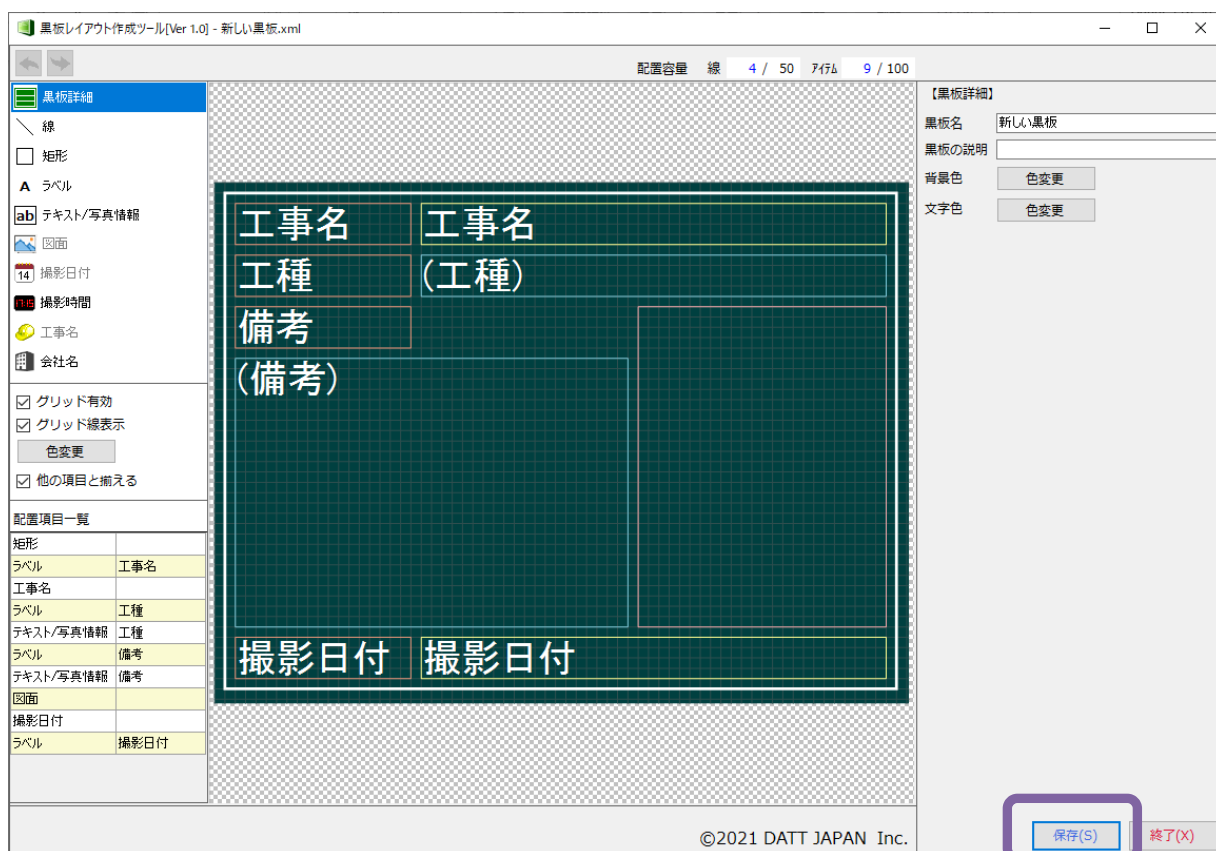 黒板レイアウト作成ツール[Ver 1.0] - 新しい黒板.xml
配置容量 線 4 / 50 ｱｲﾃﾑ 9 / 100
黒板詳細
線
矩形
A ラベル
ab テキスト/写真情報
図面
14 撮影日付
17:15 撮影時間
工事名
会社名
グリッド有効
グリッド線表示
色変更
他の項目と揃える
配置項目一覧
矩形
ラベル 工事名
工事名
ラベル 工種
テキスト/写真情報 工種
ラベル 備考
テキスト/写真情報 備考
図面
撮影日付
ラベル 撮影日付
工事名 工事名
工種 (工種)
備考
(備考)
撮影日付 撮影日付
©2021 DATT JAPAN Inc.
【黒板詳細】
黒板名 新しい黒板
黒板の説明
背景色 色変更
文字色 色変更
保存(S) 終了(X)